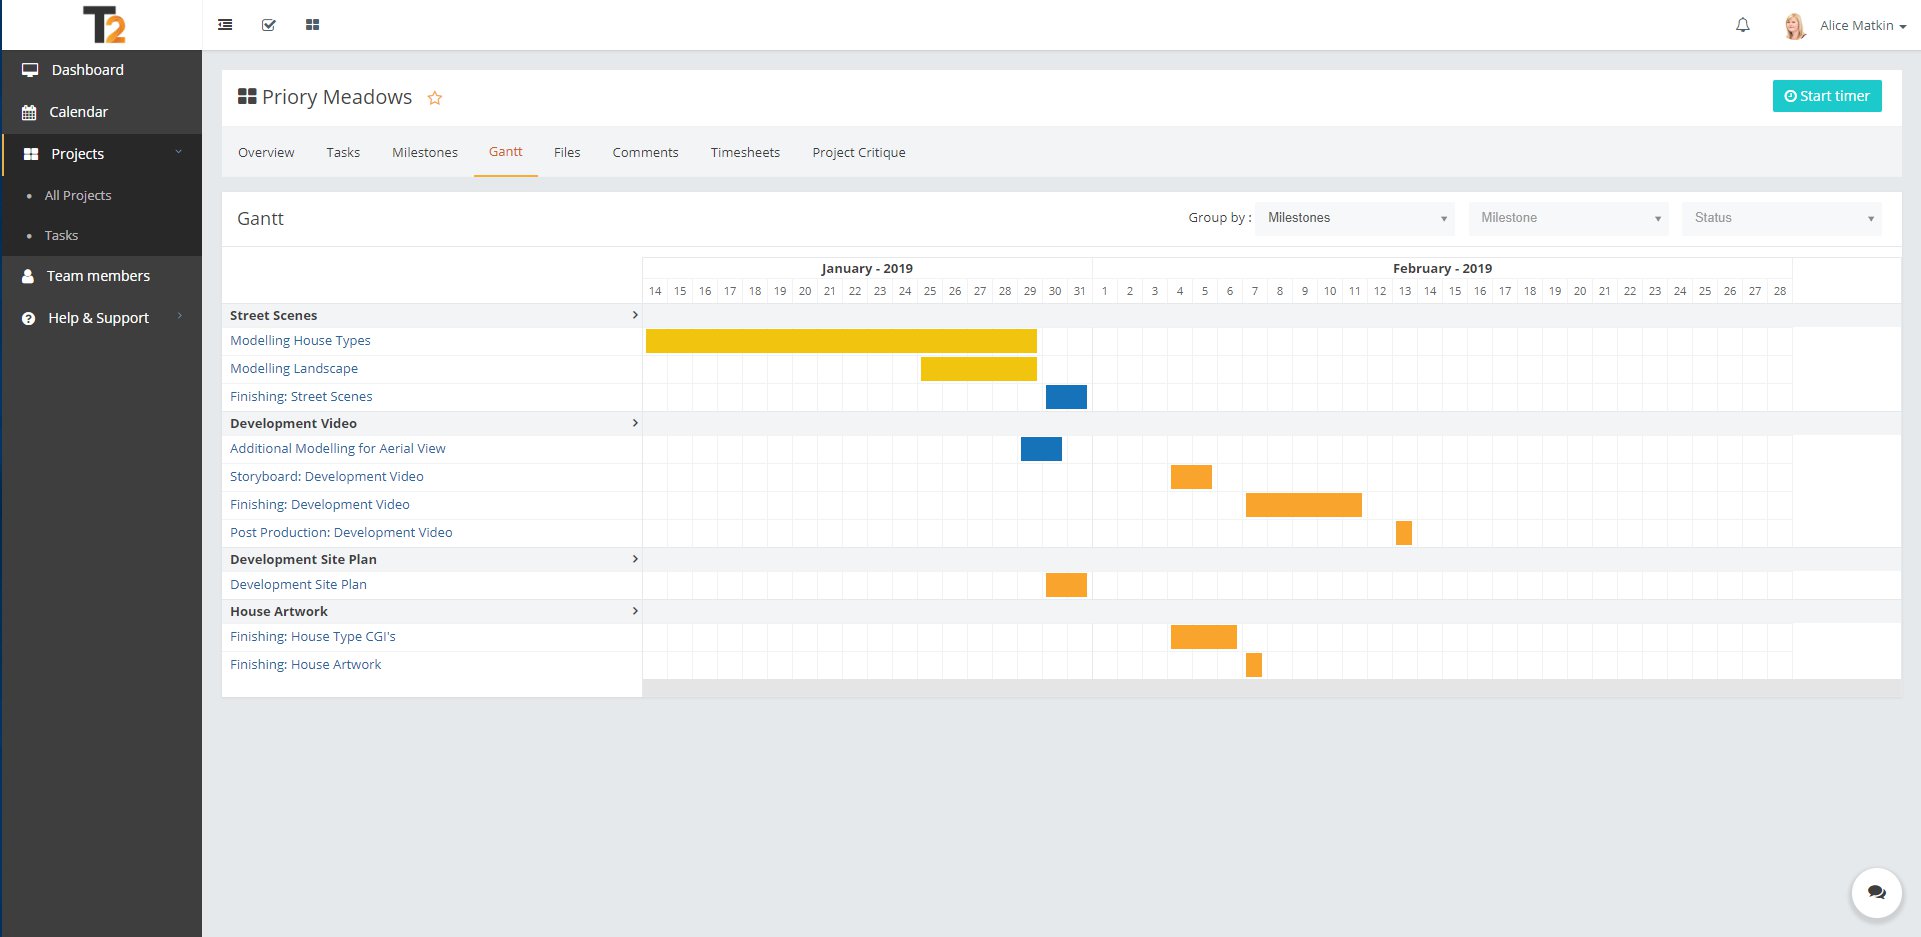 T2
Alice Matkin
Dashboard
Calendar
Projects
All Projects
Tasks
Team members
Help & Support
Priory Meadows
Start timer
Overview Tasks Milestones Gantt Files Comments Timesheets Project Critique
Gantt
Group by : Milestones Milestone Status
January - 2019 February - 2019
14 15 16 17 18 19 20 21 22 23 24 25 26 27 28 29 30 31 1 2 3 4 5 6 7 8 9 10 11 12 13 14 15 16 17 18 19 20 21 22 23 24 25 26 27 28
Street Scenes
Modelling House Types
Modelling Landscape
Finishing: Street Scenes
Development Video
Additional Modelling for Aerial View
Storyboard: Development Video
Finishing: Development Video
Post Production: Development Video
Development Site Plan
Development Site Plan
House Artwork
Finishing: House Type CGI's
Finishing: House Artwork